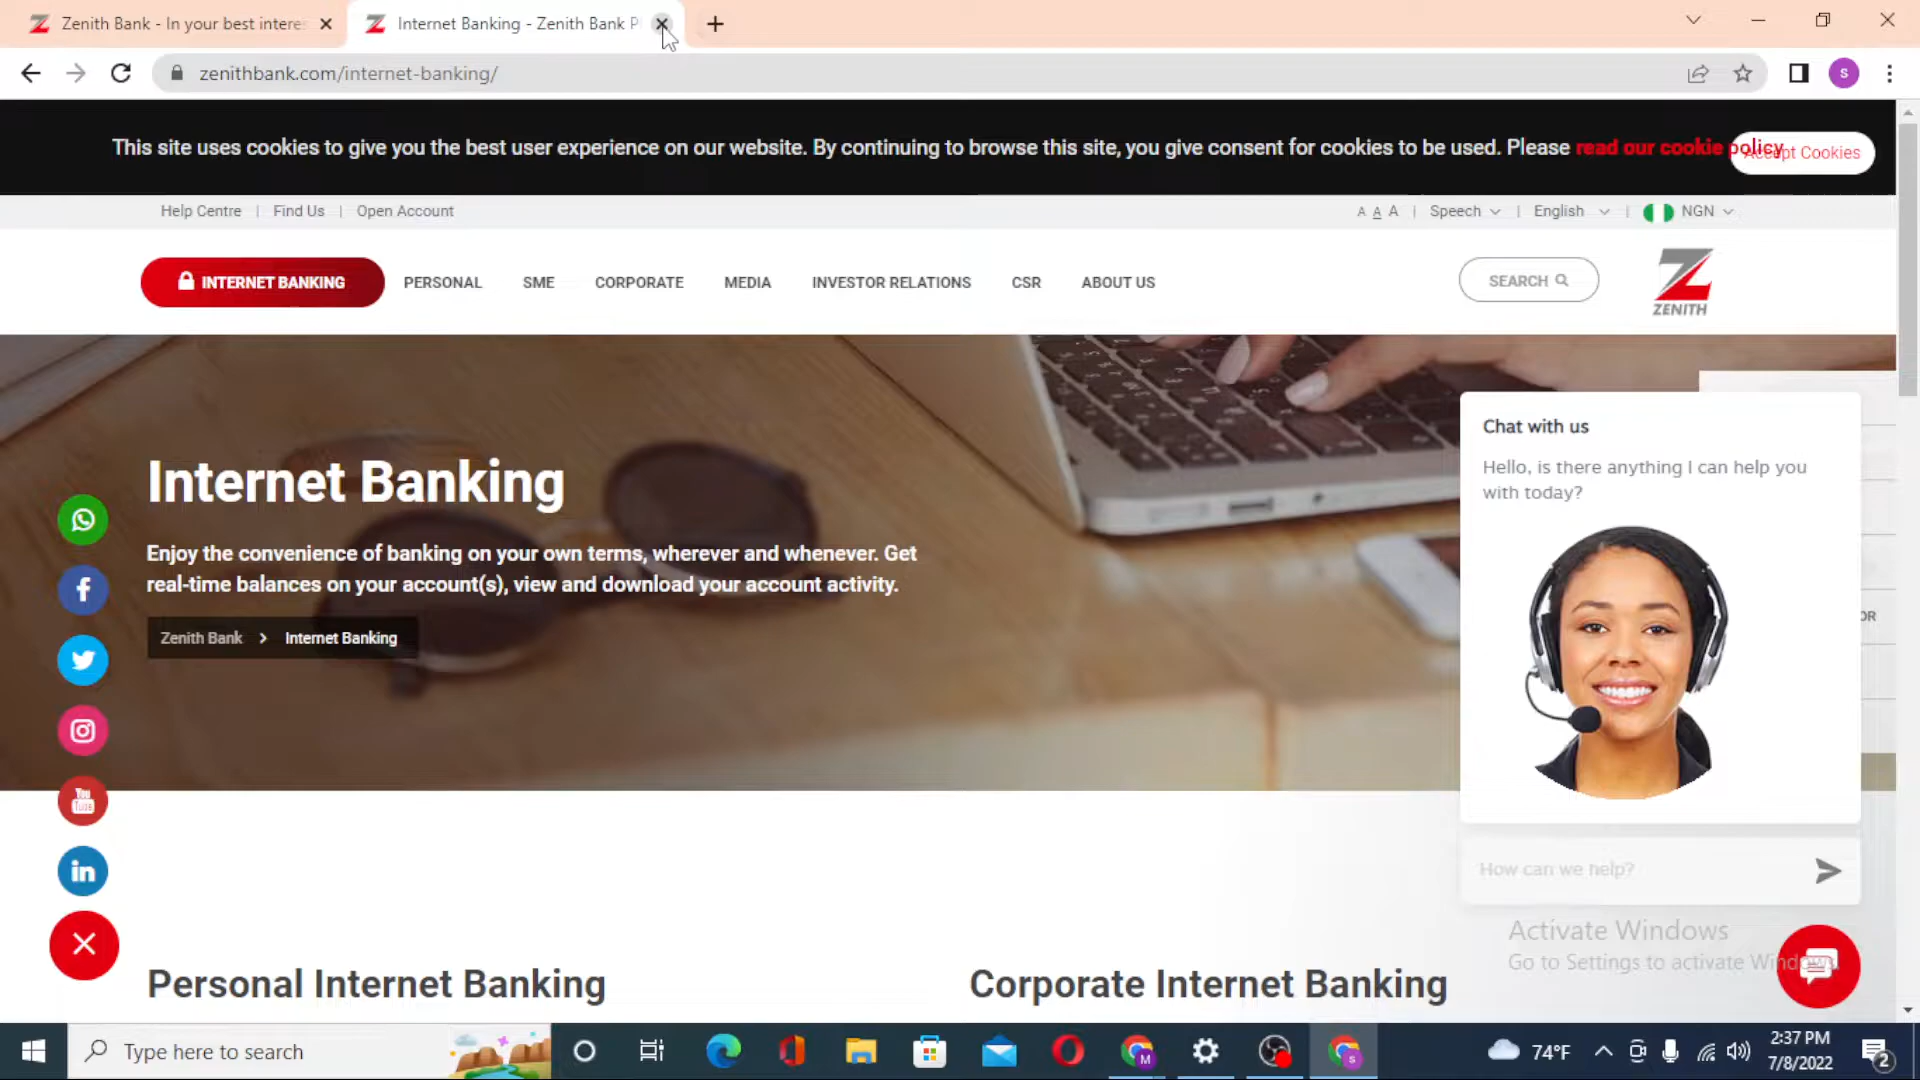 Zenith Bank - In your best intere
Internet Banking - Zenith Bank P
zenithbank.com/internet-banking/
S
This site uses cookies to give you the best user experience on our website. By continuing to browse this site, you give consent for cookies to be used. Please read our cookie policy
Accept Cookies
Help Centre | Find Us | Open Account
A A A | Speech | English | NGN
INTERNET BANKING
PERSONAL
SME
CORPORATE
MEDIA
INVESTOR RELATIONS
CSR
ABOUT US
SEARCH
ZENITH
Internet Banking
Enjoy the convenience of banking on your own terms, wherever and whenever. Get
real-time balances on your account(s), view and download your account activity.
Zenith Bank > Internet Banking
Chat with us
Hello, is there anything I can help you
with today?
OR
How can we help?
You
Tube
in
Personal Internet Banking
Corporate Internet Banking
Activate Windows
Go to Settings to activate Windows.
Type here to search
M
S
74°F
2:37 PM
7/8/2022
2